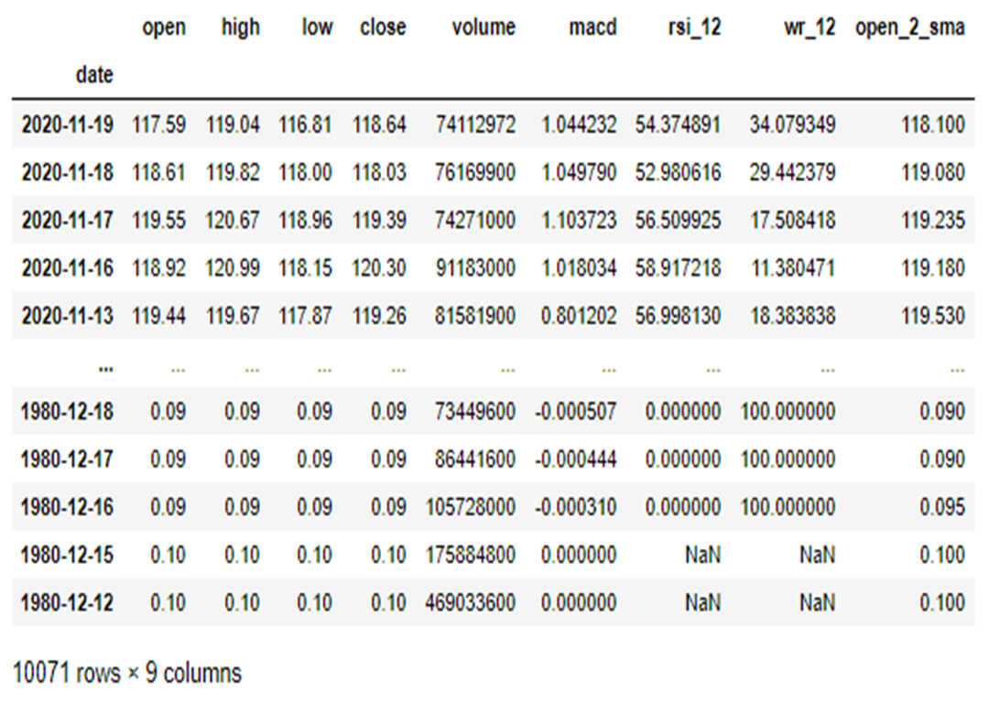 open high low close volume macd rsi_12 wr_12 open_2_sma
date
2020-11-19 117.59 119.04 116.81 118.64 74112972 1.044232 54.374891 34.079349 118.100
2020-11-18 118.61 119.82 118.00 118.03 76169900 1.049790 52.980616 29.442379 119.080
2020-11-17 119.55 120.67 118.96 119.39 74271000 1.103723 56.509925 17.508418 119.235
2020-11-16 118.92 120.99 118.15 120.30 91183000 1.018034 58.917218 11.380471 119.180
2020-11-13 119.44 119.67 117.87 119.26 81581900 0.801202 56.998130 18.383838 119.530
... ... ... ... ... ... ... ... ... ...
1980-12-18 0.09 0.09 0.09 0.09 73449600 -0.000507 0.000000 100.000000 0.090
1980-12-17 0.09 0.09 0.09 0.09 86441600 -0.000444 0.000000 100.000000 0.090
1980-12-16 0.09 0.09 0.09 0.09 105728000 -0.000310 0.000000 100.000000 0.095
1980-12-15 0.10 0.10 0.10 0.10 175884800 0.000000 NaN NaN 0.100
1980-12-12 0.10 0.10 0.10 0.10 469033600 0.000000 NaN NaN 0.100
10071 rows × 9 columns